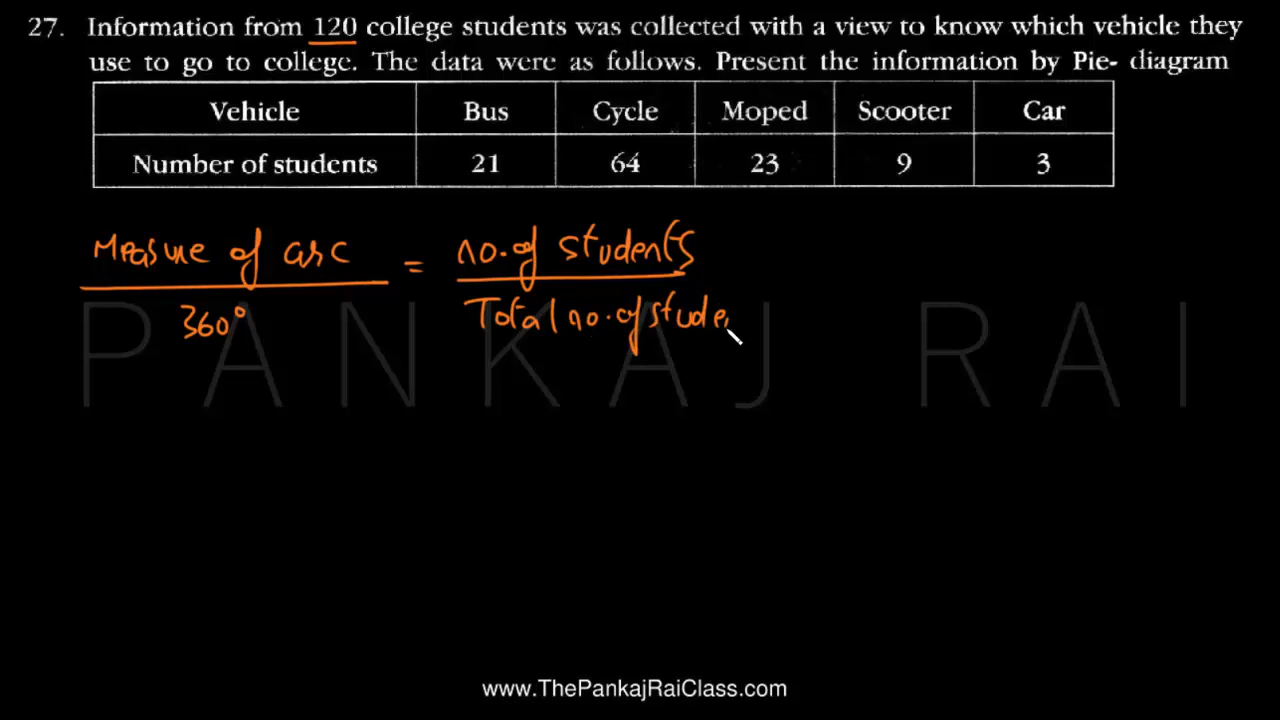 27. Information from 120 college students was collected with a view to know which vehicle they
use to go to college. The data were as follows. Present the information by Pie- diagram
Vehicle Bus Cycle Moped Scooter Car
Number of students 21 64 23 9 3
Measure of arc = no. of students
360° Total no. of stude
PANKAJ RAI
www.ThePankajRaiClass.com